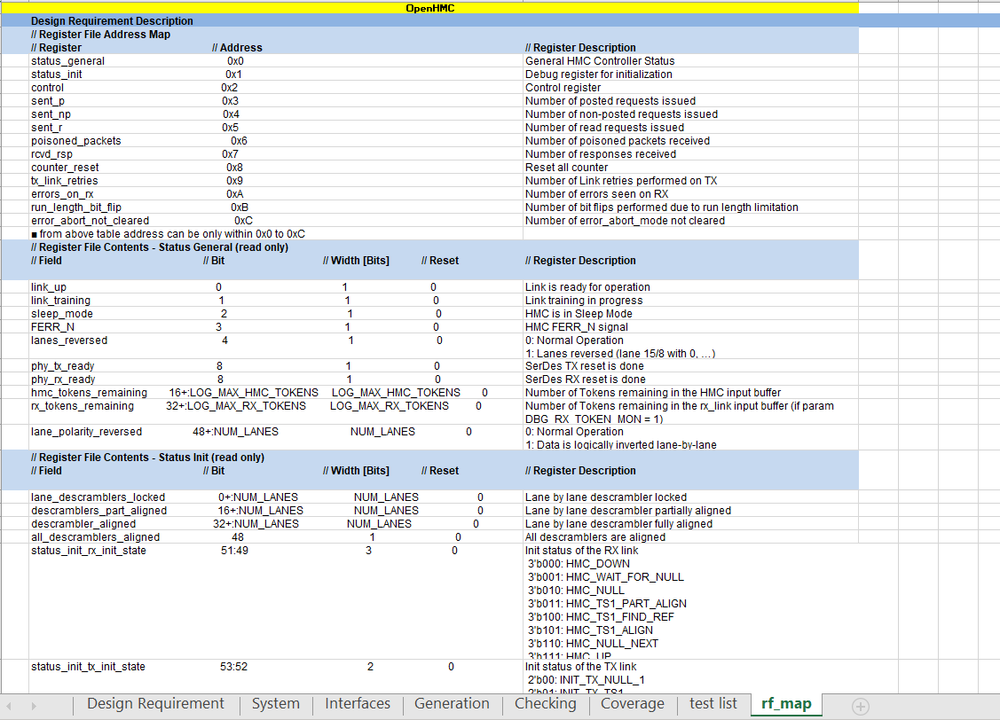 OpenHMC
Design Requirement Description
// Register File Address Map
// Register // Address // Register Description
status_general 0x0 General HMC Controller Status
status_init 0x1 Debug register for initialization
control 0x2 Control register
sent_p 0x3 Number of posted requests issued
sent_np 0x4 Number of non-posted requests issued
sent_r 0x5 Number of read requests issued
poisoned_packets 0x6 Number of poisoned packets received
rcvd_rsp 0x7 Number of responses received
counter_reset 0x8 Reset all counter
tx_link_retries 0x9 Number of Link retries performed on TX
errors_on_rx 0xA Number of errors seen on RX
run_length_bit_flip 0xB Number of bit flips performed due to run length limitation
error_abort_not_cleared 0xC Number of error_abort_mode not cleared
■ from above table address can be only within 0x0 to 0xC
// Register File Contents - Status General (read only)
// Field // Bit // Width [Bits] // Reset // Register Description
link_up 0 1 0 Link is ready for operation
link_training 1 1 0 Link training in progress
sleep_mode 2 1 0 HMC is in Sleep Mode
FERR_N 3 1 0 HMC FERR_N signal
lanes_reversed 4 1 0 0: Normal Operation
1: Lanes reversed (lane 15/8 with 0, ...)
phy_tx_ready 8 1 0 SerDes TX reset is done
phy_rx_ready 8 1 0 SerDes RX reset is done
hmc_tokens_remaining 16+:LOG_MAX_HMC_TOKENS LOG_MAX_HMC_TOKENS 0 Number of Tokens remaining in the HMC input buffer
rx_tokens_remaining 32+:LOG_MAX_RX_TOKENS LOG_MAX_RX_TOKENS 0 Number of Tokens remaining in the rx_link input buffer (if param
DBG_RX_TOKEN_MON = 1)
lane_polarity_reversed 48+:NUM_LANES NUM_LANES 0 0: Normal Operation
1: Data is logically inverted lane-by-lane
// Register File Contents - Status Init (read only)
// Field // Bit // Width [Bits] // Reset // Register Description
lane_descramblers_locked 0+:NUM_LANES NUM_LANES 0 Lane by lane descrambler locked
descramblers_part_aligned 16+:NUM_LANES NUM_LANES 0 Lane by lane descrambler partially aligned
descrambler_aligned 32+:NUM_LANES NUM_LANES 0 Lane by lane descrambler fully aligned
all_descramblers_aligned 48 1 0 All descramblers are aligned
status_init_rx_init_state 51:49 3 0 Init status of the RX link
3'b000: HMC_DOWN
3'b001: HMC_WAIT_FOR_NULL
3'b010: HMC_NULL
3'b011: HMC_TS1_PART_ALIGN
3'b100: HMC_TS1_FIND_REF
3'b101: HMC_TS1_ALIGN
3'b110: HMC_NULL_NEXT
3'b111: HMC_UP
status_init_tx_init_state 53:52 2 0 Init status of the TX link
2'b00: INIT_TX_NULL_1
2'b01: INIT_TX_TS1
Design Requirement System Interfaces Generation Checking Coverage test list rf_map